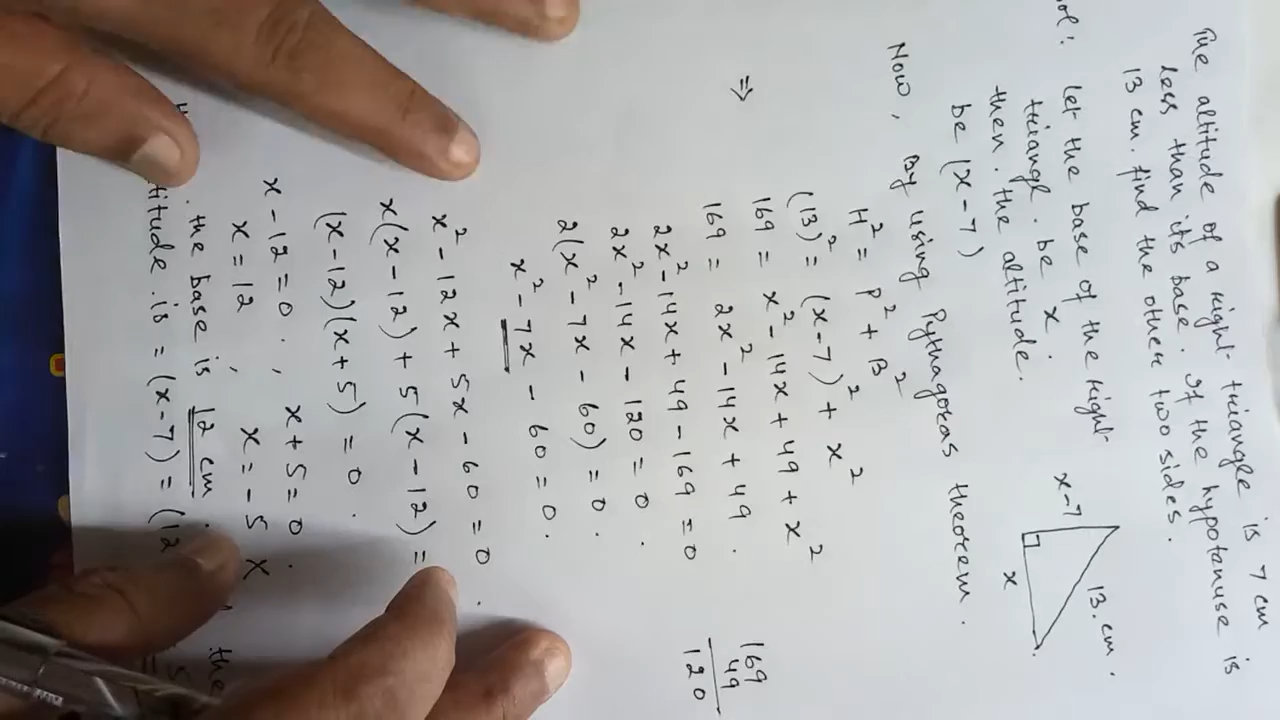 The altitude of a right triangle is 7 cm
less than its base. If the hypotenuse is
13 cm. find the other two sides.
Let the base of the right
triangle. be x.
then. the altitude.
be (x-7)
x-7
13.cm.
x
Now, By using Pythagoras theorem.
H² = P² + B²
(13)² = (x-7)² + x²
169 = x² - 14x + 49 + x²
⇒ 169 = 2x² - 14x + 49.
2x² - 14x + 49 - 169 = 0
2x² - 14x - 120 = 0.
2(x² - 7x - 60) = 0.
x² - 7x - 60 = 0.
169
49
120
x² - 12x + 5x - 60 = 0.
x(x-12) + 5(x-12) =
(x-12)(x+5) = 0.
x-12=0. , x+5=0.
x=12 , x=-5 x
the base is 12 cm. the
is = (x-7) = (12